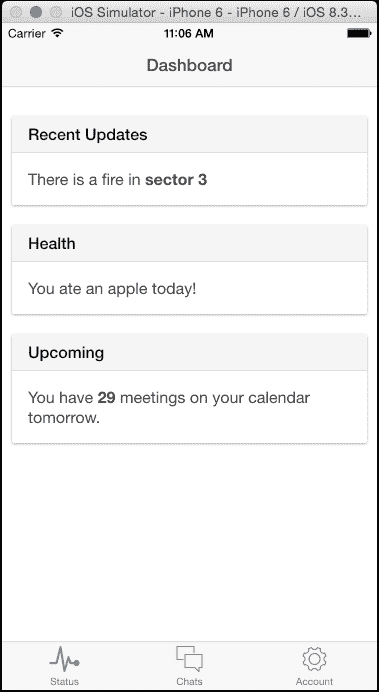 iOS Simulator - iPhone 6 - iPhone 6 / iOS 8.3...
Carrier 11:06 AM
Dashboard
Recent Updates
There is a fire in sector 3
Health
You ate an apple today!
Upcoming
You have 29 meetings on your calendar
tomorrow.
Status Chats Account